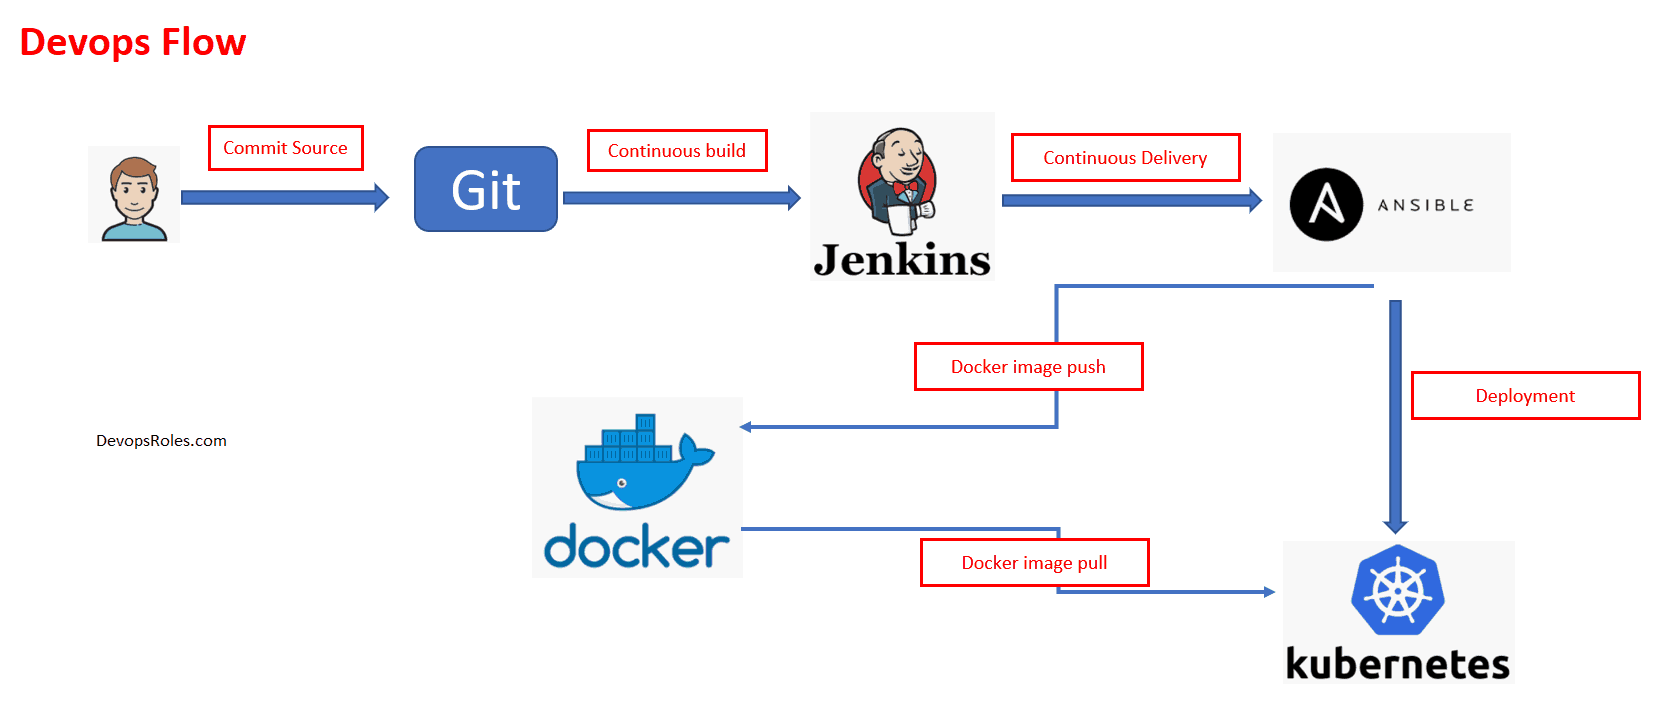 Devops Flow
Commit Source
Git
Continuous build
Jenkins
Continuous Delivery
A ANSIBLE
Docker image push
Deployment
DevopsRoles.com
docker
Docker image pull
kubernetes